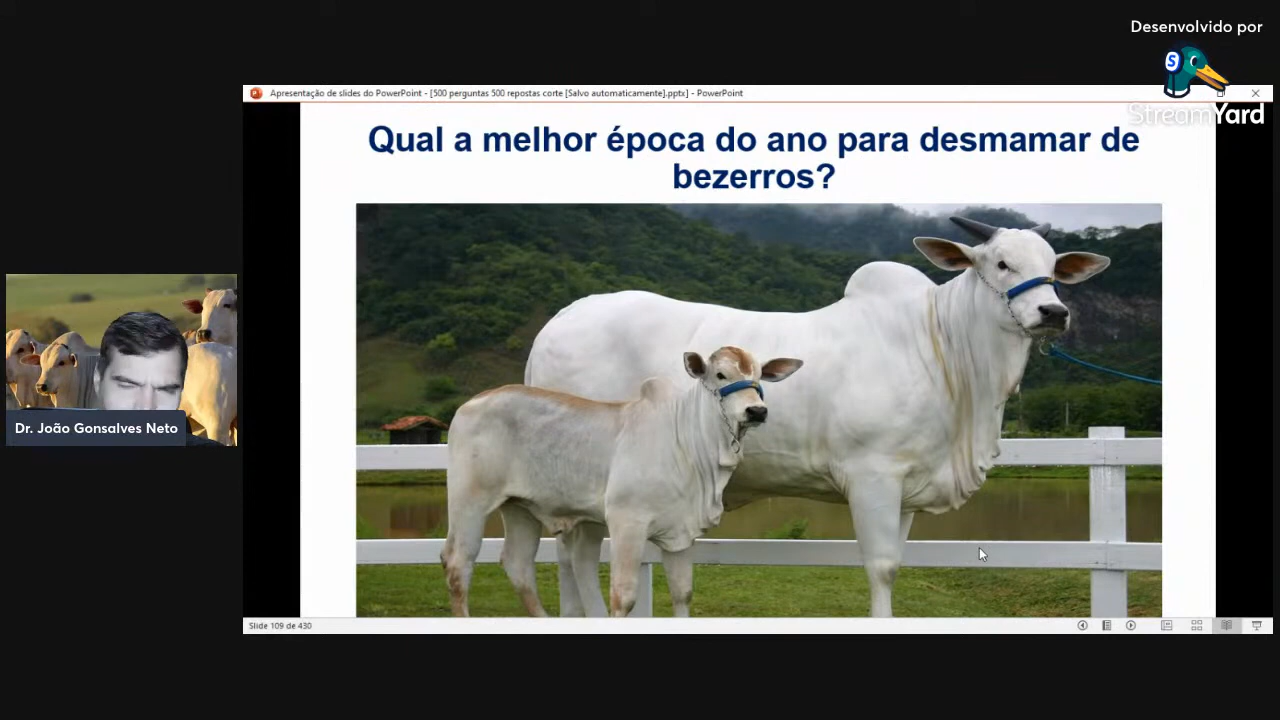 Desenvolvido por
StreamYard
Apresentação de slides do PowerPoint - [500 perguntas 500 repostas corte [Salvo automaticamente].pptx] - PowerPoint
Qual a melhor época do ano para desmamar de
bezerros?
Dr. João Gonsalves Neto
Slide 109 de 430